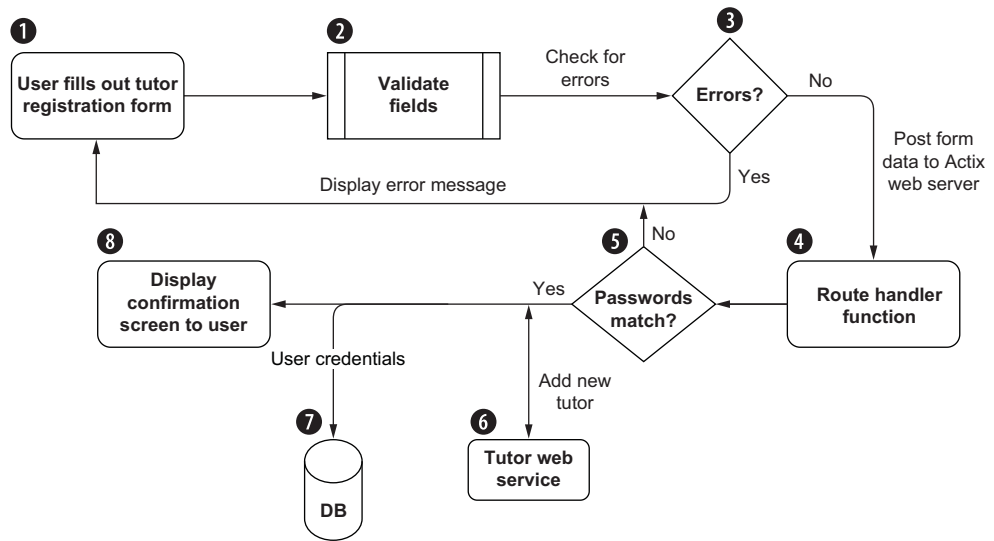 1
User fills out tutor
registration form
2
Validate
fields
Check for
errors
3
Errors?
No
Post form
data to Actix
web server
Yes
Display error message
4
Route handler
function
5
Passwords
match?
No
Yes
8
Display
confirmation
screen to user
User credentials
Add new
tutor
7
DB
6
Tutor web
service